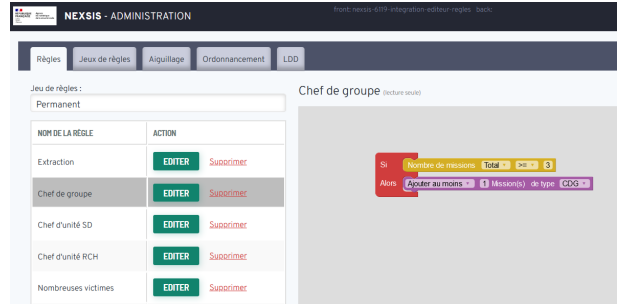 NEXSIS - ADMINISTRATION
front: nexsis-6119-integration-editeur-regles back:
Règles Jeux de règles Aiguillage Ordonnancement LDD
Jeu de règles :
Permanent
Chef de groupe (lecture seule)
NOM DE LA RÈGLE ACTION
Extraction EDITER Supprimer
Chef de groupe EDITER Supprimer
Chef d'unité SD EDITER Supprimer
Chef d'unité RCH EDITER Supprimer
Nombreuses victimes EDITER Supprimer
Si Nombre de missions Total >= 3
Alors Ajouter au moins 1 Mission(s) de type CDG